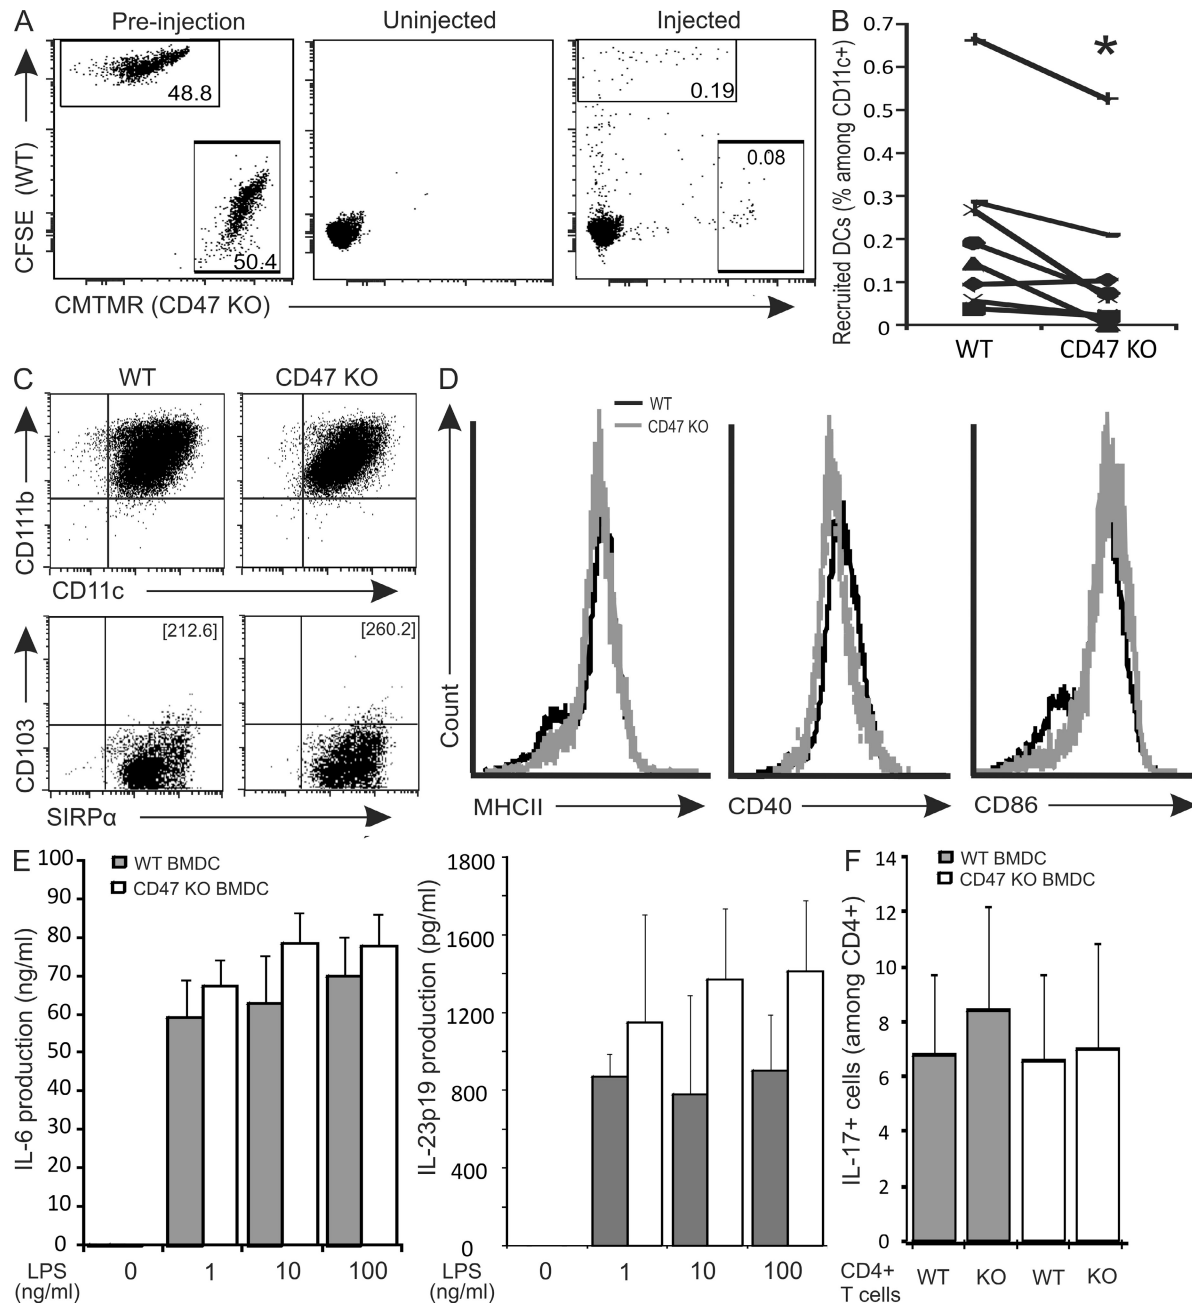 A
Pre-injection
Uninjected
Injected
CFSE (WT)
48.8
50.4
0.19
0.08
CMTMR (CD47 KO)
B
*
Recruited DCs (% among CD11c+)
0.7
0.6
0.5
0.4
0.3
0.2
0.1
0
WT
CD47 KO
C
WT
CD47 KO
CD111b
CD11c
[212.6]
[260.2]
CD103
SIRPα
D
WT
CD47 KO
Count
MHCII
CD40
CD86
E
WT BMDC
CD47 KO BMDC
IL-6 production (ng/ml)
100
90
80
70
60
50
40
30
20
10
0
LPS
(ng/ml)
0
1
10
100
IL-23p19 production (pg/ml)
1800
1600
1200
800
400
0
LPS
(ng/ml)
0
1
10
100
F
WT BMDC
CD47 KO BMDC
IL-17+ cells (among CD4+)
14
12
10
8
6
4
2
0
CD4+
T cells
WT
KO
WT
KO